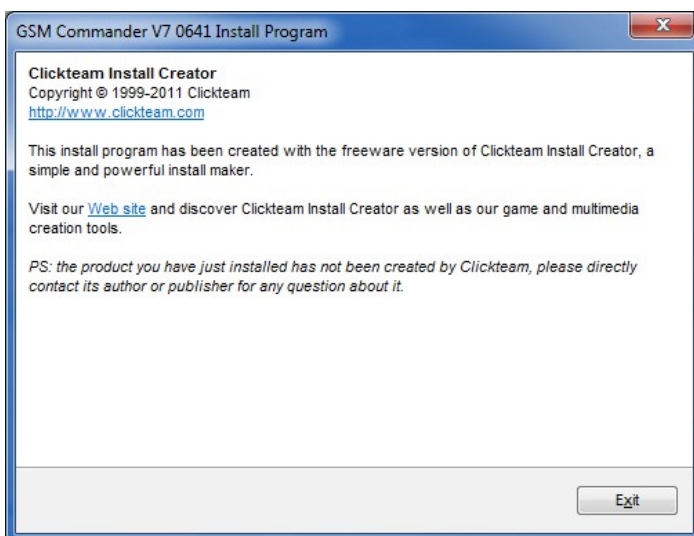 GSM Commander V7 0641 Install Program
Clickteam Install Creator
Copyright © 1999-2011 Clickteam
http://www.clickteam.com
This install program has been created with the freeware version of Clickteam Install Creator, a
simple and powerful install maker.
Visit our Web site and discover Clickteam Install Creator as well as our game and multimedia
creation tools.
PS: the product you have just installed has not been created by Clickteam, please directly
contact its author or publisher for any question about it.
Exit